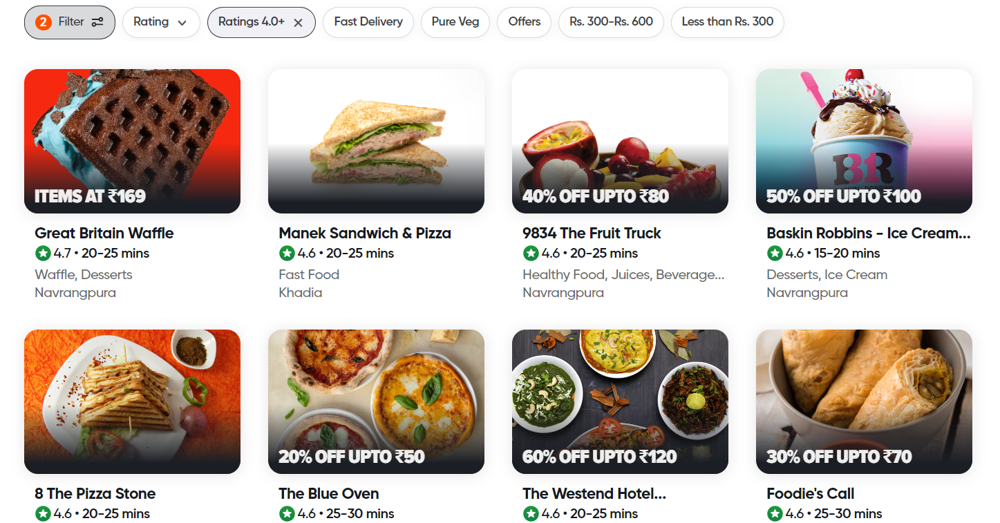 2 Filter Rating Ratings 4.0+ Fast Delivery Pure Veg Offers Rs. 300-Rs. 600 Less than Rs. 300
ITEMS AT ₹169
40% OFF UPTO ₹80
50% OFF UPTO ₹100
BR
Great Britain Waffle
4.7 • 20-25 mins
Waffle, Desserts
Navrangpura
Manek Sandwich & Pizza
4.6 • 20-25 mins
Fast Food
Khadia
9834 The Fruit Truck
4.6 • 20-25 mins
Healthy Food, Juices, Beverage...
Navrangpura
Baskin Robbins - Ice Cream...
4.6 • 15-20 mins
Desserts, Ice Cream
Navrangpura
20% OFF UPTO ₹50
60% OFF UPTO ₹120
30% OFF UPTO ₹70
8 The Pizza Stone
4.6 • 20-25 mins
The Blue Oven
4.6 • 25-30 mins
The Westend Hotel...
4.6 • 20-25 mins
Foodie's Call
4.6 • 25-30 mins